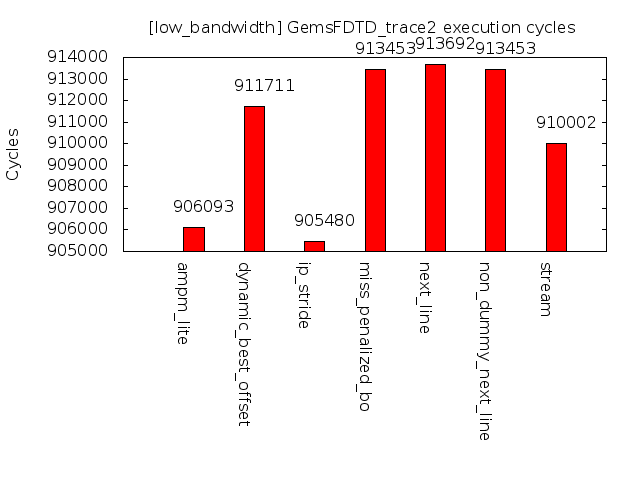 [low_bandwidth] GemsFDTD_trace2 execution cycles
Cycles
914000
913000
912000
911000
910000
909000
908000
907000
906000
905000
906093
911711
905480
913453
913692
913453
910002
ampm_lite
dynamic_best_offset
ip_stride
miss_penalized_bo
next_line
non_dummy_next_line
stream